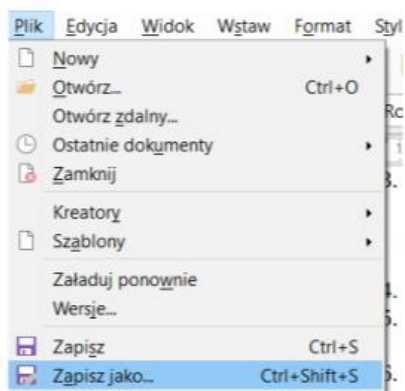 Plik Edycja Widok Wstaw Format Styl
Nowy
Otwórz... Ctrl+O
Otwórz zdalny...
Ostatnie dokumenty
Zamknij
Kreatory
Szablony
Załaduj ponownie
Wersje...
Zapisz Ctrl+S
Zapisz jako... Ctrl+Shift+S